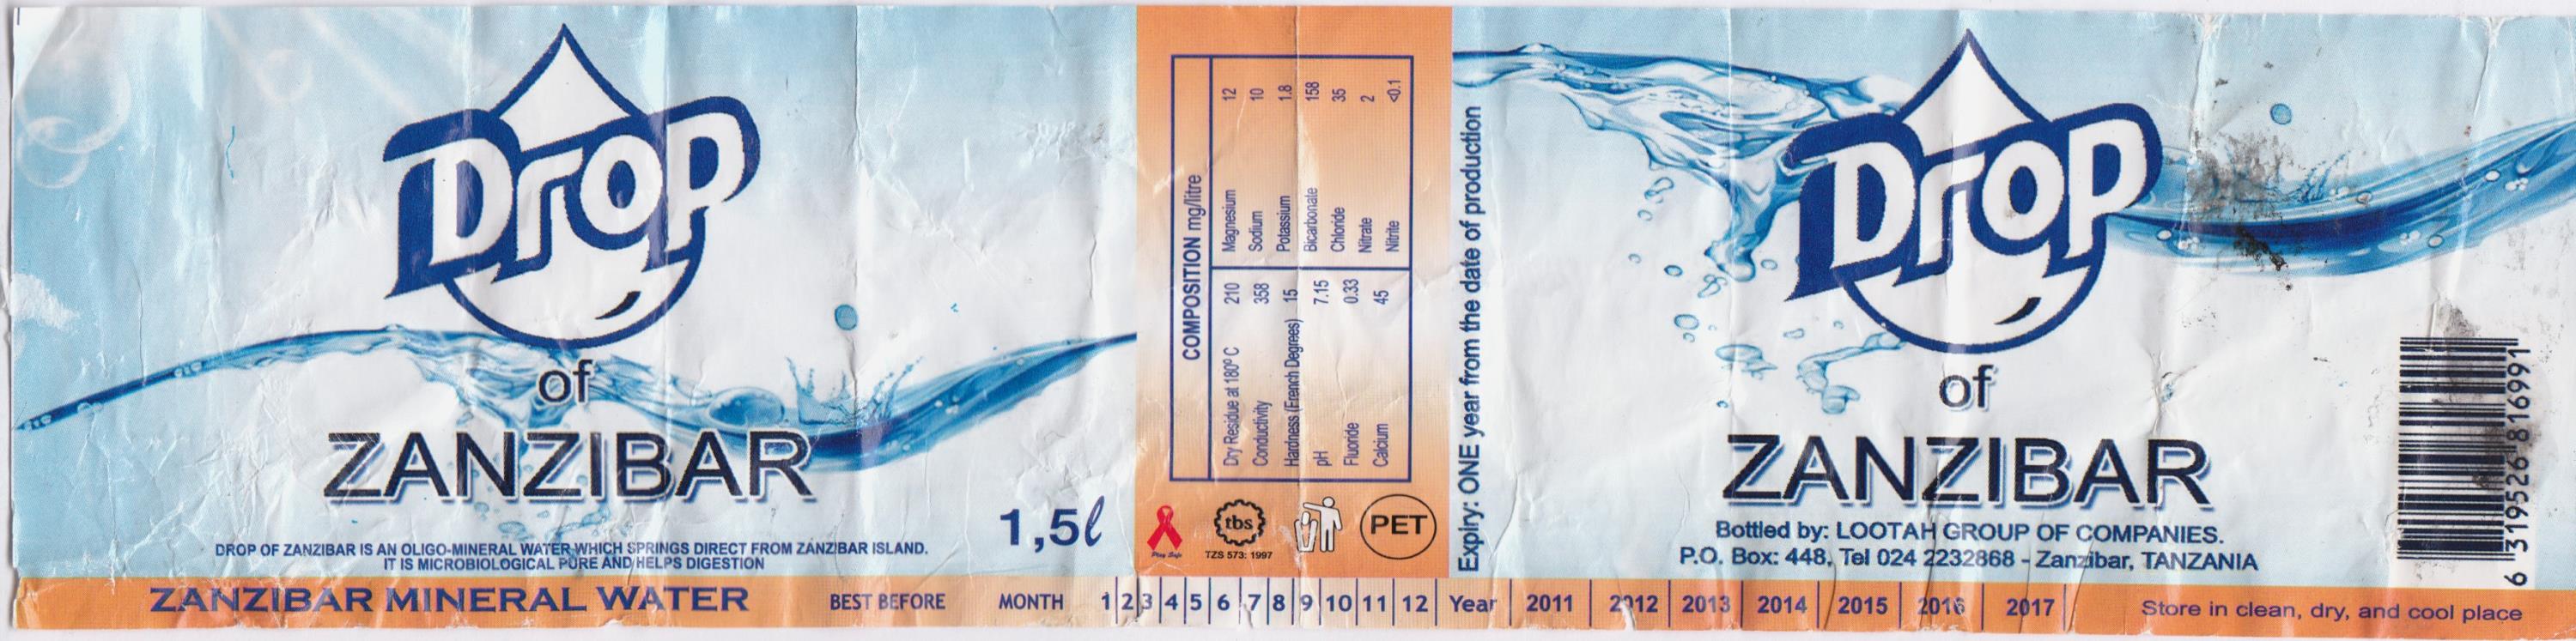 Drop
of
ZANZIBAR
1,5ℓ
DROP OF ZANZIBAR IS AN OLIGO-MINERAL WATER WHICH SPRINGS DIRECT FROM ZANZIBAR ISLAND.
IT IS MICROBIOLOGICAL PURE AND HELPS DIGESTION
ZANZIBAR MINERAL WATER
BEST BEFORE MONTH 1 2 3 4 5 6 7 8 9 10 11 12 Year 2011 2012 2013 2014 2015 2016 2017
COMPOSITION mg/litre
Dry Residue at 180º C 210
Conductivity 358
Hardness (French Degrees) 15
pH 7.15
Fluoride 0.33
Calcium 45
Magnesium 12
Sodium 10
Potassium 1.8
Bicarbonate 158
Chloride 35
Nitrate 2
Nitrite <0.1
Play Safe
tbs
TZS 573: 1997
PET
Expiry: ONE year from the date of production
Drop
of
ZANZIBAR
Bottled by: LOOTAH GROUP OF COMPANIES.
P.O. Box: 448, Tel 024 2232868 - Zanzibar, TANZANIA
6 319526 816991
Store in clean, dry, and cool place